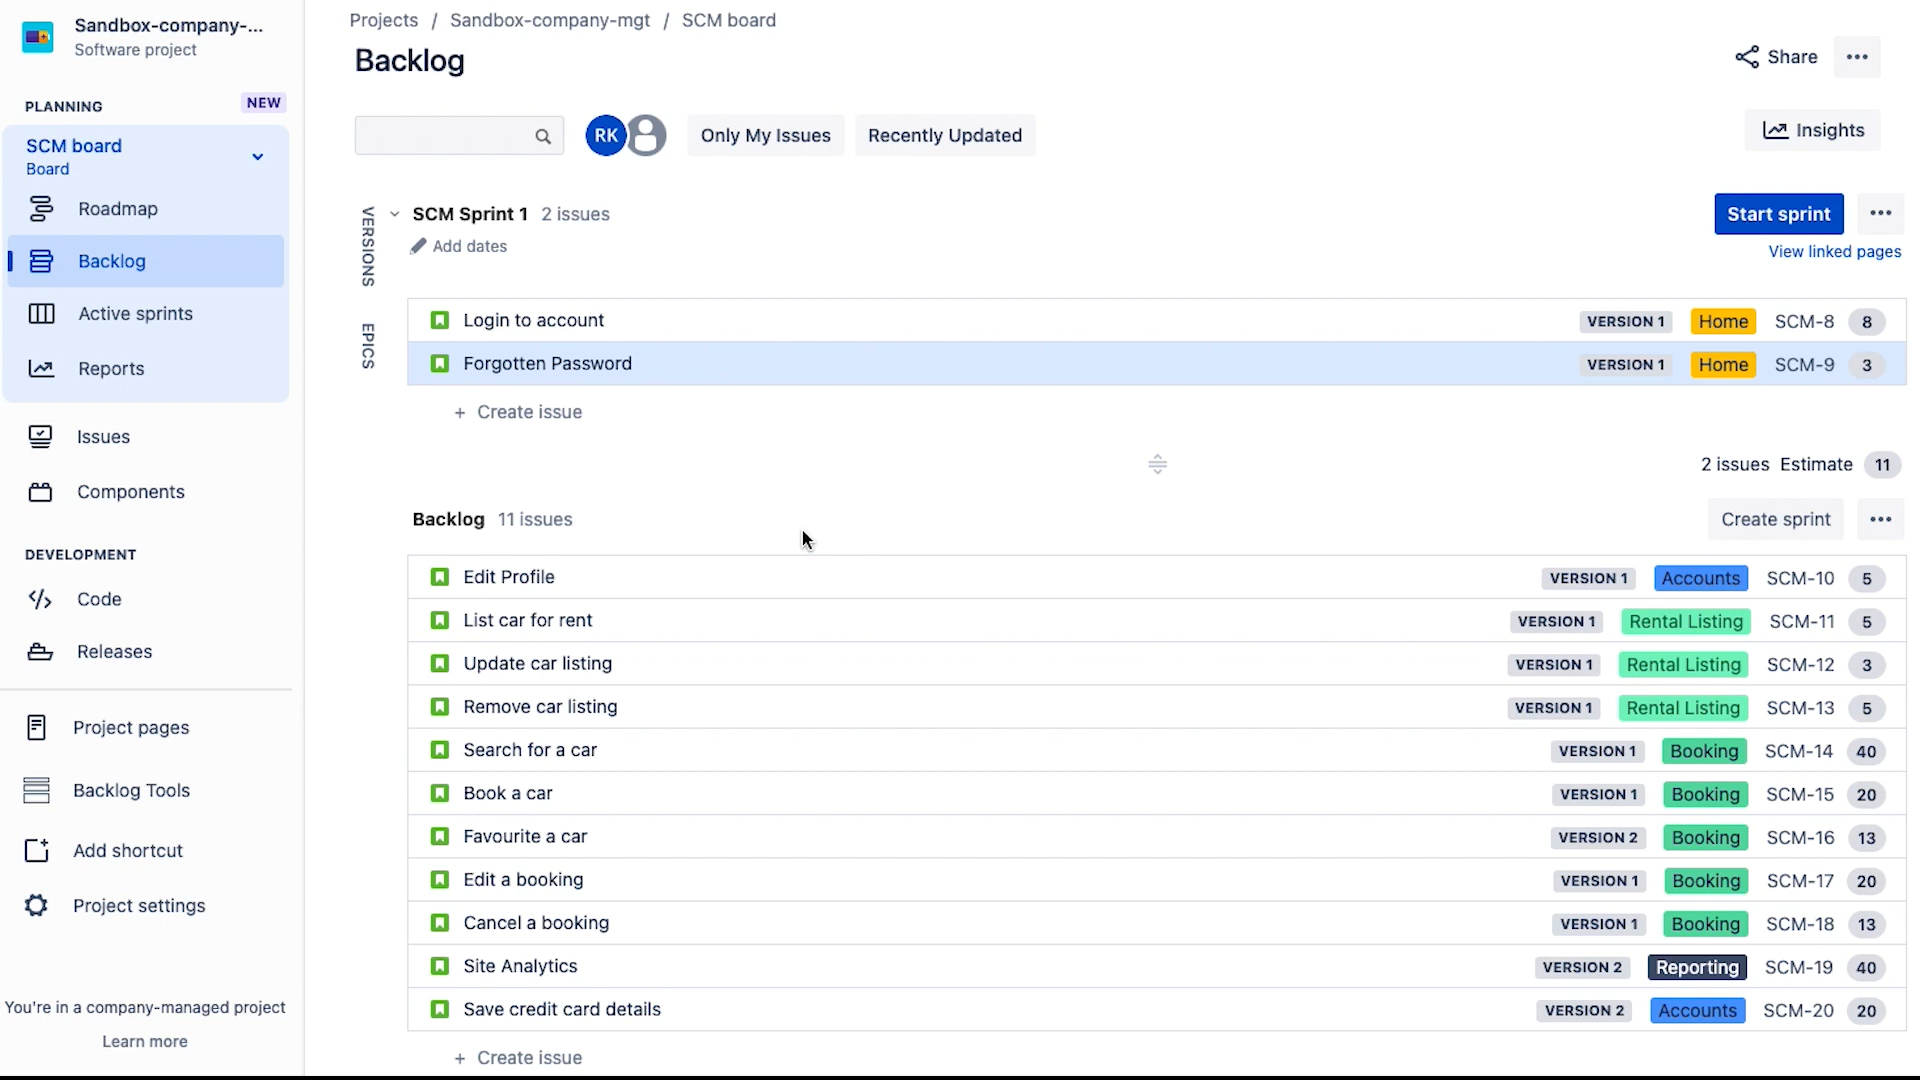 Sandbox-company-...
Software project
PLANNING
NEW
SCM board
Board
Roadmap
Backlog
Active sprints
Reports
Issues
Components
DEVELOPMENT
Code
Releases
Project pages
Backlog Tools
Add shortcut
Project settings
You're in a company-managed project
Learn more
Projects / Sandbox-company-mgt / SCM board
Backlog
Share
RK
Only My Issues
Recently Updated
Insights
VERSIONS
EPICS
SCM Sprint 1 2 issues
Add dates
Start sprint
View linked pages
Login to account VERSION 1 Home SCM-8 8
Forgotten Password VERSION 1 Home SCM-9 3
+ Create issue
2 issues Estimate 11
Backlog 11 issues
Create sprint
Edit Profile VERSION 1 Accounts SCM-10 5
List car for rent VERSION 1 Rental Listing SCM-11 5
Update car listing VERSION 1 Rental Listing SCM-12 3
Remove car listing VERSION 1 Rental Listing SCM-13 5
Search for a car VERSION 1 Booking SCM-14 40
Book a car VERSION 1 Booking SCM-15 20
Favourite a car VERSION 2 Booking SCM-16 13
Edit a booking VERSION 1 Booking SCM-17 20
Cancel a booking VERSION 1 Booking SCM-18 13
Site Analytics VERSION 2 Reporting SCM-19 40
Save credit card details VERSION 2 Accounts SCM-20 20
+ Create issue